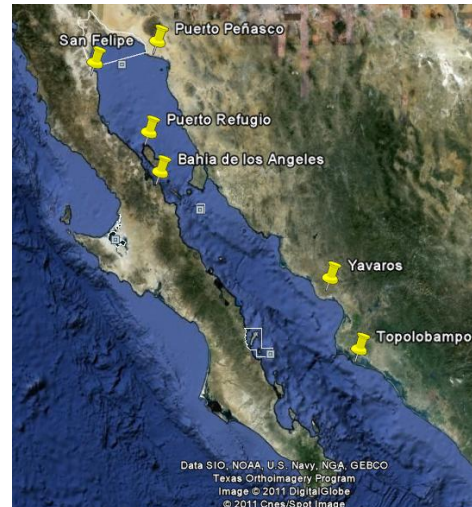 Puerto Peñasco
San Felipe
Puerto Refugio
Bahia de los Angeles
Yavaros
Topolobampo
Data SIO, NOAA, U.S. Navy, NGA, GEBCO
Texas Orthoimagery Program
Image © 2011 DigitalGlobe
© 2011 Cnes/Spot Image